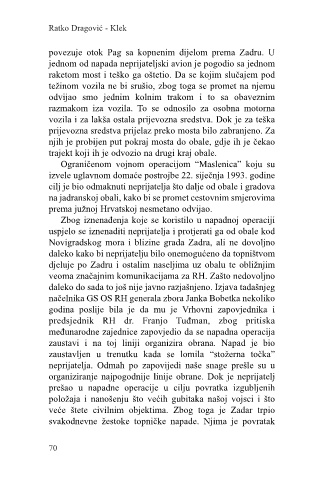 Ratko Dragović - Klek
povezuje otok Pag sa kopnenim dijelom prema Zadru. U
jednom od napada neprijateljski avion je pogodio sa jednom
raketom most i teško ga oštetio. Da se kojim slučajem pod
težinom vozila ne bi srušio, zbog toga se promet na njemu
odvijao smo jednim kolnim trakom i to sa obaveznim
razmakom iza vozila. To se odnosilo za osobna motorna
vozila i za lakša ostala prijevozna sredstva. Dok je za teška
prijevozna sredstva prijelaz preko mosta bilo zabranjeno. Za
njih je probijen put pokraj mosta do obale, gdje ih je čekao
trajekt koji ih je odvozio na drugi kraj obale.
Ograničenom vojnom operacijom “Maslenica” koju su
izvele uglavnom domaće postrojbe 22. siječnja 1993. godine
cilj je bio odmaknuti neprijatelja što dalje od obale i gradova
na jadranskoj obali, kako bi se promet cestovnim smjerovima
prema južnoj Hrvatskoj nesmetano odvijao.
Zbog iznenađenja koje se koristilo u napadnoj operaciji
uspjelo se iznenaditi neprijatelja i protjerati ga od obale kod
Novigradskog mora i blizine grada Zadra, ali ne dovoljno
daleko kako bi neprijatelju bilo onemogućeno da topništvom
djeluje po Zadru i ostalim naseljima uz obalu te obližnjim
veoma značajnim komunikacijama za RH. Zašto nedovoljno
daleko do sada to još nije javno razjašnjeno. Izjava tadašnjeg
načelnika GS OS RH generala zbora Janka Bobetka nekoliko
godina poslije bila je da mu je Vrhovni zapovjednik i
predsjednik RH dr. Franjo Tuđman, zbog pritiska
međunarodne zajednice zapovjedio da se napadna operacija
zaustavi i na toj liniji organizira obrana. Napad je bio
zaustavljen u trenutku kada se lomila “stožerna točka”
neprijatelja. Odmah po zapovijedi naše snage prešle su u
organiziranje najpogodnije linije obrane. Dok je neprijatelj
prešao u napadne operacije u cilju povratka izgubljenih
položaja i nanošenju što većih gubitaka našoj vojsci i što
veće štete civilnim objektima. Zbog toga je Zadar trpio
svakodnevne žestoke topničke napade. Njima je povratak
70